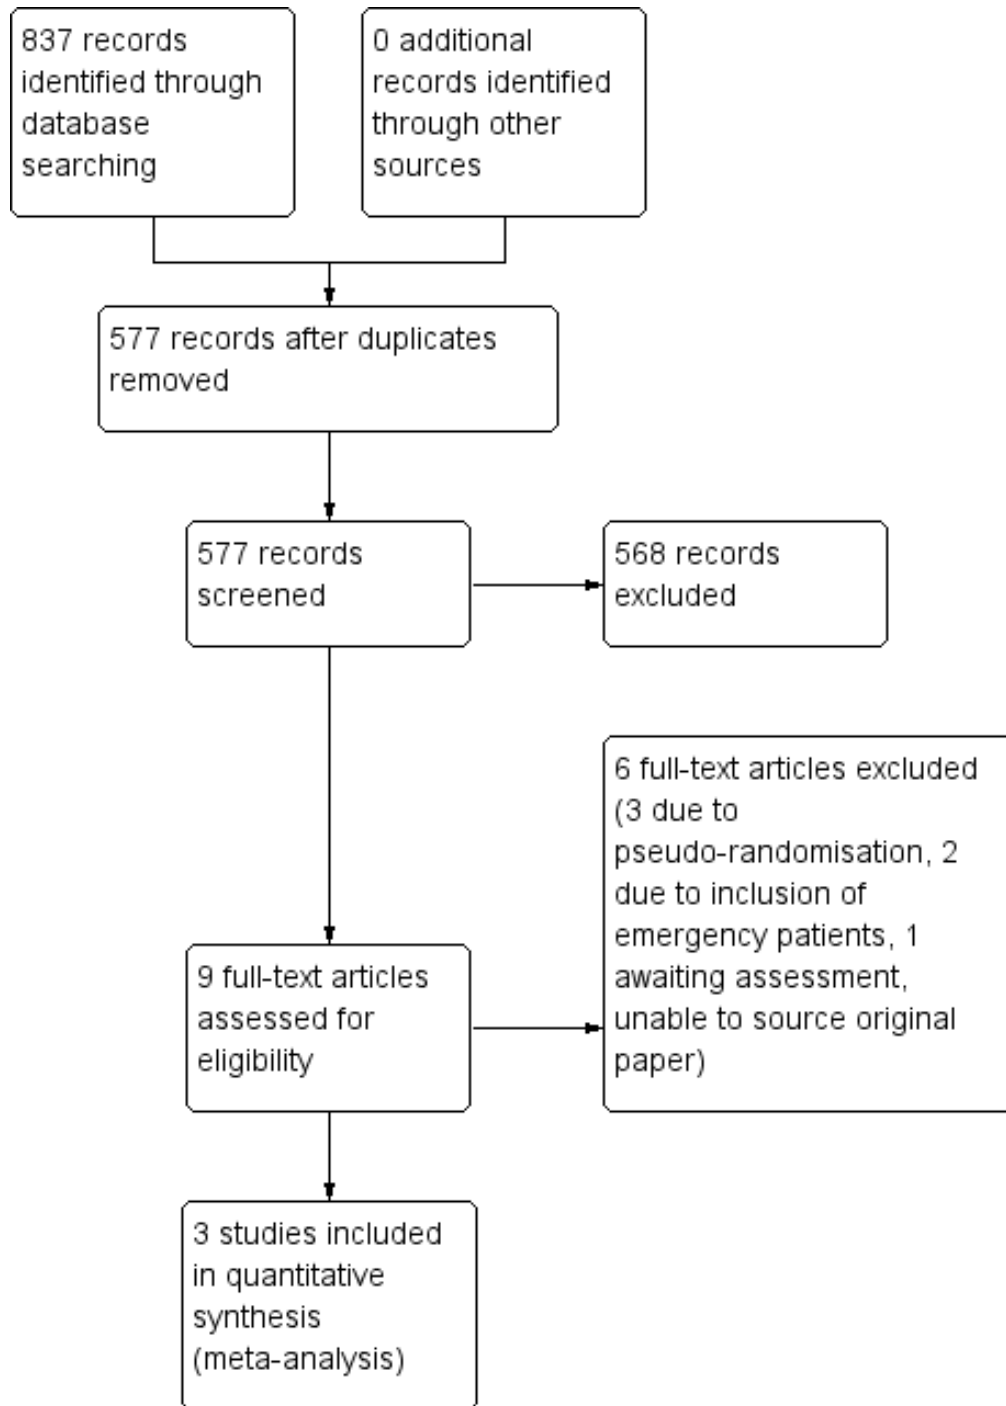 837 records
identified through
database
searching
0 additional
records identified
through other
sources
577 records after duplicates
removed
577 records
screened
568 records
excluded
6 full-text articles excluded
(3 due to
pseudo-randomisation, 2
due to inclusion of
emergency patients, 1
awaiting assessment,
unable to source original
paper)
9 full-text articles
assessed for
eligibility
3 studies included
in quantitative
synthesis
(meta-analysis)